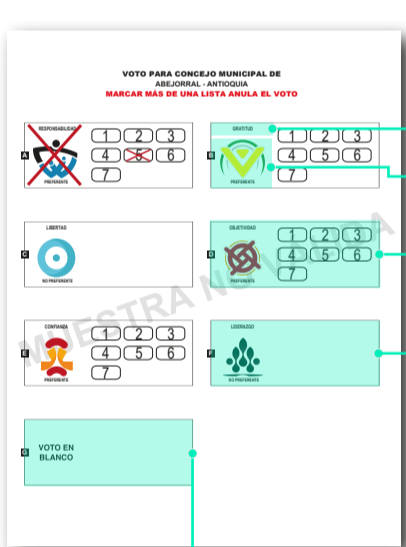 VOTO PARA CONCEJO MUNICIPAL DE
ABEJORRAL - ANTIOQUIA
MARCAR MÁS DE UNA LISTA ANULA EL VOTO
A
RESPONSABILIDAD
PREFERENTE
1 2 3
4 5 6
7
B
GRATITUD
PREFERENTE
1 2 3
4 5 6
7
C
LIBERTAD
NO PREFERENTE
D
OBJETIVIDAD
PREFERENTE
1 2 3
4 5 6
7
E
CONFIANZA
PREFERENTE
1 2 3
4 5 6
7
F
LIDERAZGO
NO PREFERENTE
G
VOTO EN
BLANCO
MUESTRA NO VÁLIDA